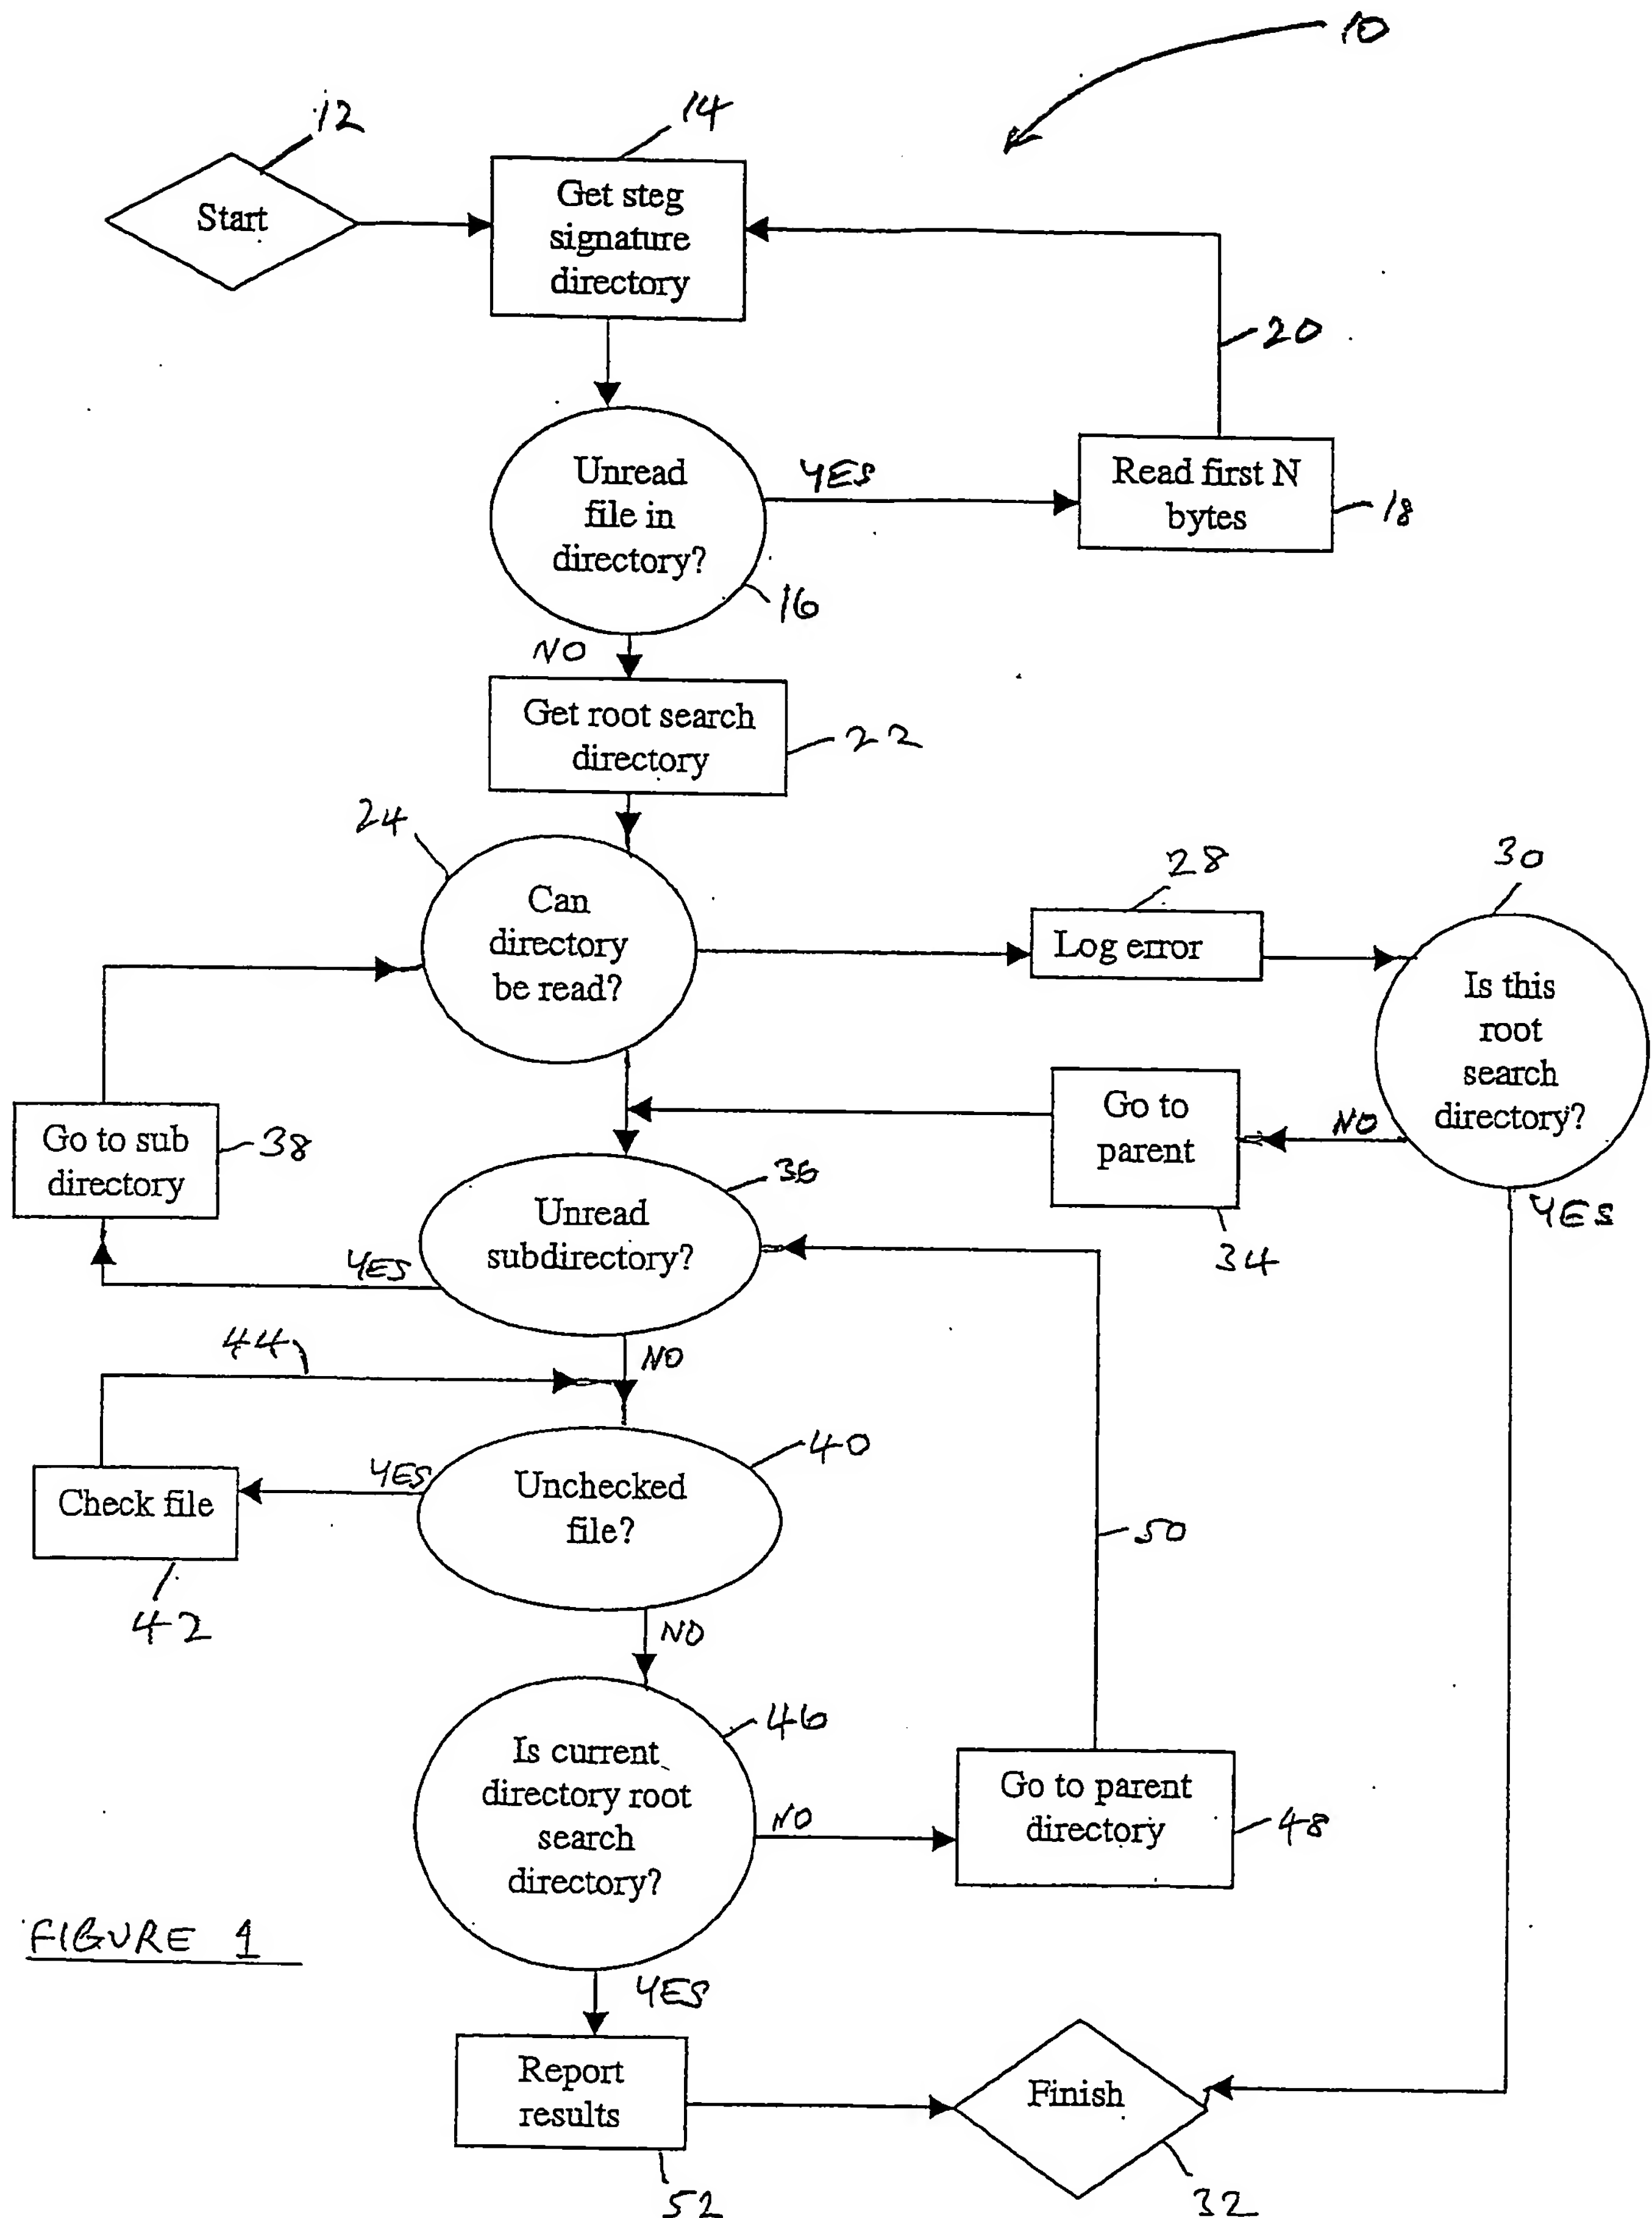 10
12
14
Start
Get steg
signature
directory
20
Unread
file in
directory?
YES
Read first N
bytes
18
16
NO
Get root search
directory
22
24
28
30
Can
directory
be read?
Log error
Is this
root
search
directory?
Go to
parent
NO
34
YES
Go to sub
directory
38
36
Unread
subdirectory?
YES
44
NO
40
YES
Unchecked
file?
Check file
42
50
NO
46
Is current
directory root
search
directory?
NO
Go to parent
directory
48
FIGURE 1
YES
Report
results
Finish
52
32